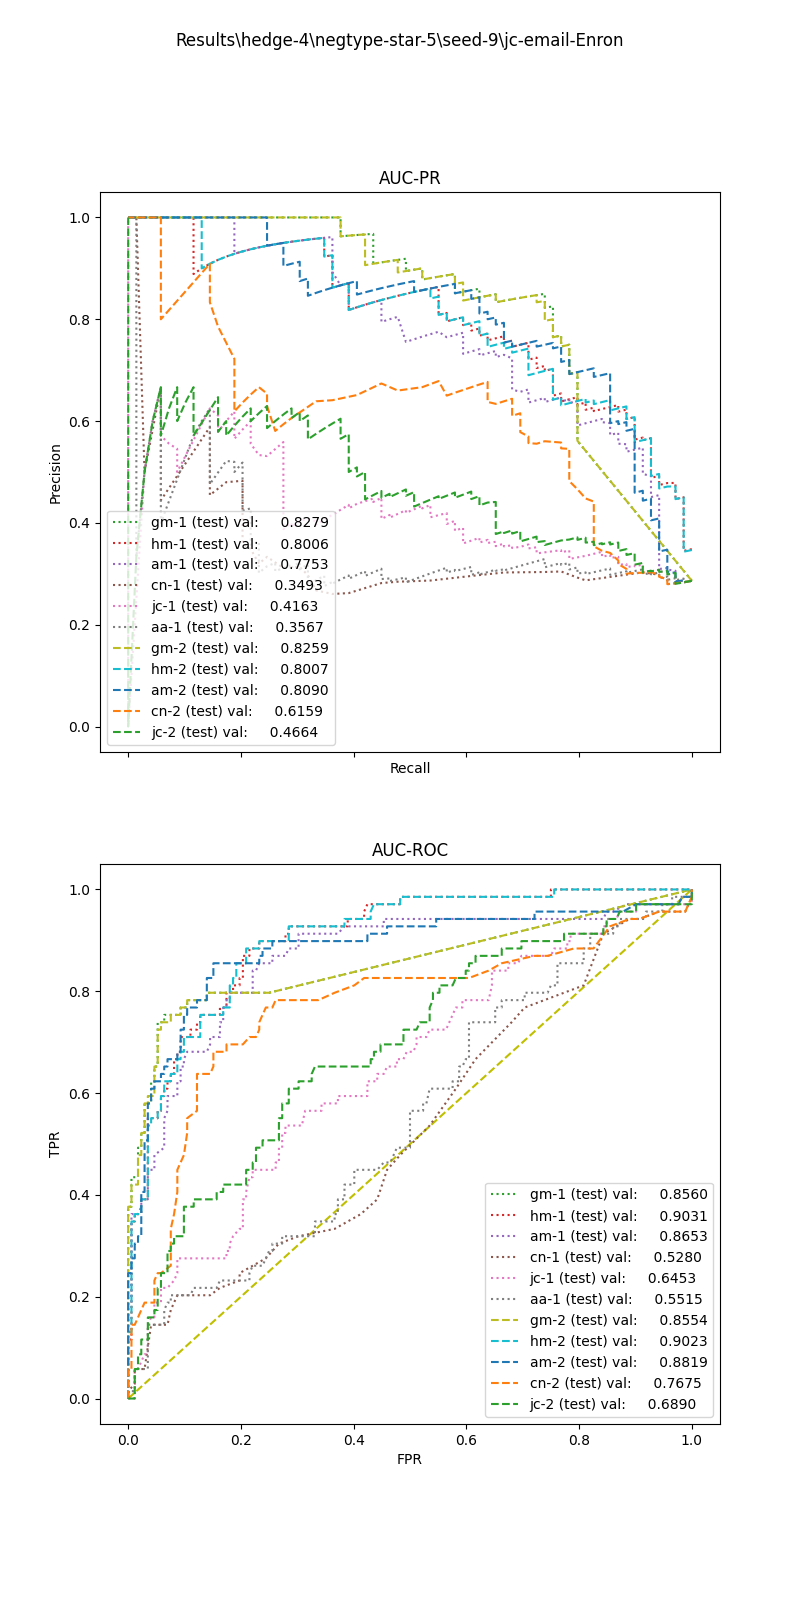 Results\hedge-4\negtype-star-5\seed-9\jc-email-Enron
AUC-PR
1.0
0.8
0.6
0.4
0.2
0.0
Precision
gm-1 (test) val: 0.8279
hm-1 (test) val: 0.8006
am-1 (test) val: 0.7753
cn-1 (test) val: 0.3493
jc-1 (test) val: 0.4163
aa-1 (test) val: 0.3567
gm-2 (test) val: 0.8259
hm-2 (test) val: 0.8007
am-2 (test) val: 0.8090
cn-2 (test) val: 0.6159
jc-2 (test) val: 0.4664
Recall
AUC-ROC
1.0
0.8
0.6
0.4
0.2
0.0
TPR
gm-1 (test) val: 0.8560
hm-1 (test) val: 0.9031
am-1 (test) val: 0.8653
cn-1 (test) val: 0.5280
jc-1 (test) val: 0.6453
aa-1 (test) val: 0.5515
gm-2 (test) val: 0.8554
hm-2 (test) val: 0.9023
am-2 (test) val: 0.8819
cn-2 (test) val: 0.7675
jc-2 (test) val: 0.6890
0.0 0.2 0.4 0.6 0.8 1.0
FPR